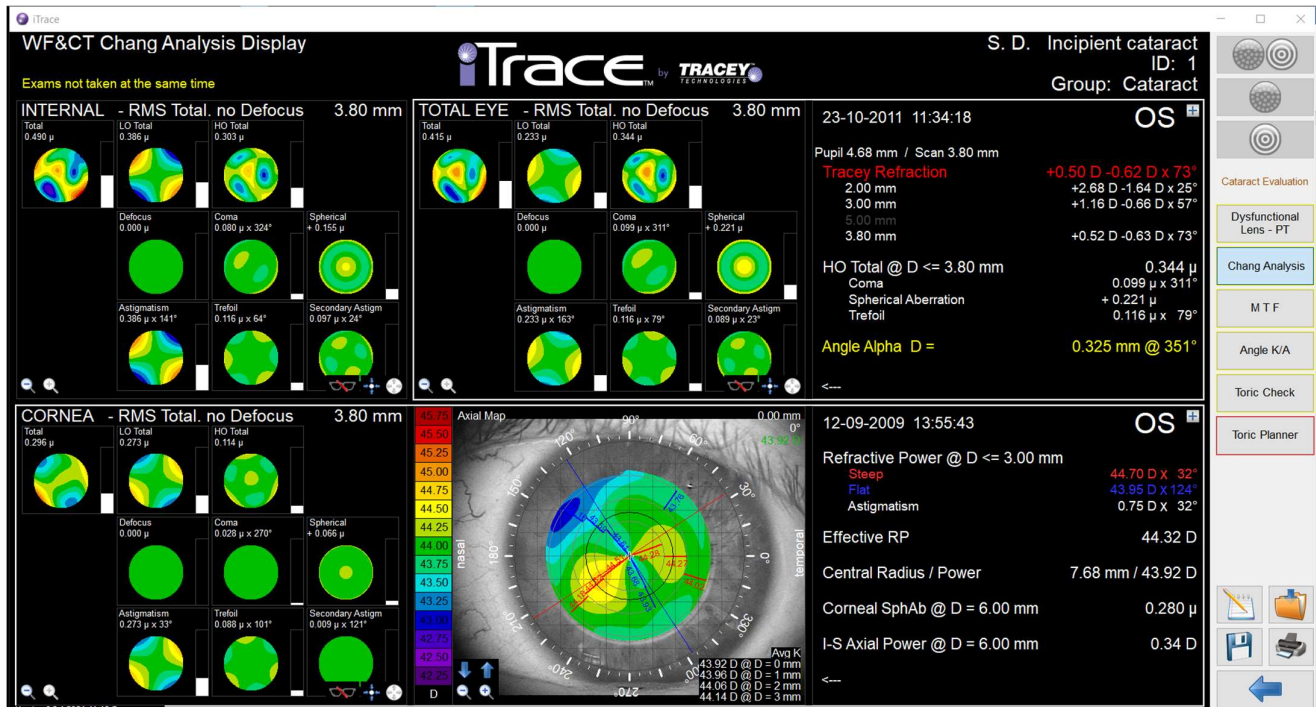 iTrace
WF&CT Chang Analysis Display
Exams not taken at the same time
iTrace™ by TRACEY TECHNOLOGIES
S. D. Incipient cataract
ID: 1
Group: Cataract
INTERNAL - RMS Total. no Defocus 3.80 mm
Total
0.490 µ
LO Total
0.386 µ
HO Total
0.303 µ
Defocus
0.000 µ
Coma
0.080 µ x 324°
Spherical
+ 0.155 µ
Astigmatism
0.386 µ x 141°
Trefoil
0.116 µ x 64°
Secondary Astigm
0.097 µ x 24°
TOTAL EYE - RMS Total. no Defocus 3.80 mm
Total
0.415 µ
LO Total
0.233 µ
HO Total
0.344 µ
Defocus
0.000 µ
Coma
0.099 µ x 311°
Spherical
+ 0.221 µ
Astigmatism
0.233 µ x 163°
Trefoil
0.116 µ x 79°
Secondary Astigm
0.089 µ x 23°
23-10-2011 11:34:18 OS
Pupil 4.68 mm / Scan 3.80 mm
Tracey Refraction +0.50 D -0.62 D x 73°
2.00 mm +2.68 D -1.64 D x 25°
3.00 mm +1.16 D -0.66 D x 57°
5.00 mm
3.80 mm +0.52 D -0.63 D x 73°
HO Total @ D <= 3.80 mm 0.344 µ
Coma 0.099 µ x 311°
Spherical Aberration + 0.221 µ
Trefoil 0.116 µ x 79°
Angle Alpha D = 0.325 mm @ 351°
<---
CORNEA - RMS Total. no Defocus 3.80 mm
Total
0.296 µ
LO Total
0.273 µ
HO Total
0.114 µ
Defocus
0.000 µ
Coma
0.028 µ x 270°
Spherical
+ 0.066 µ
Astigmatism
0.273 µ x 33°
Trefoil
0.088 µ x 101°
Secondary Astigm
0.009 µ x 121°
45.75
45.50
45.25
45.00
44.75
44.50
44.25
44.00
43.75
43.50
43.25
43.00
42.75
42.50
42.25
D
Axial Map
0.00 mm
0°
43.92 D
90°
60°
30°
0°
330°
300°
270°
240°
210°
180°
150°
120°
nasal
temporal
43.76
44.28
44.27
43.68
43.93
Avg K
43.92 D @ D = 0 mm
43.96 D @ D = 1 mm
44.06 D @ D = 2 mm
44.14 D @ D = 3 mm
12-09-2009 13:55:43 OS
Refractive Power @ D <= 3.00 mm
Steep 44.70 D x 32°
Flat 43.95 D x 124°
Astigmatism 0.75 D x 32°
Effective RP 44.32 D
Central Radius / Power 7.68 mm / 43.92 D
Corneal SphAb @ D = 6.00 mm 0.280 µ
I-S Axial Power @ D = 6.00 mm 0.34 D
<---
Cataract Evaluation
Dysfunctional
Lens - PT
Chang Analysis
M T F
Angle K/A
Toric Check
Toric Planner